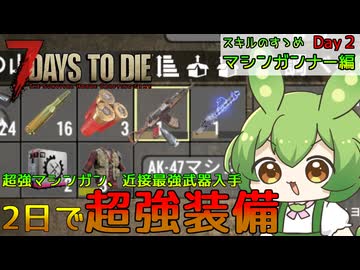 7 DAYS TO DIE
スキルのすゝめ Day2
マシンガンナー編
24
16
3
AK-47マシ
超強マシンガン、近接最強武器入手
2日で超強装備